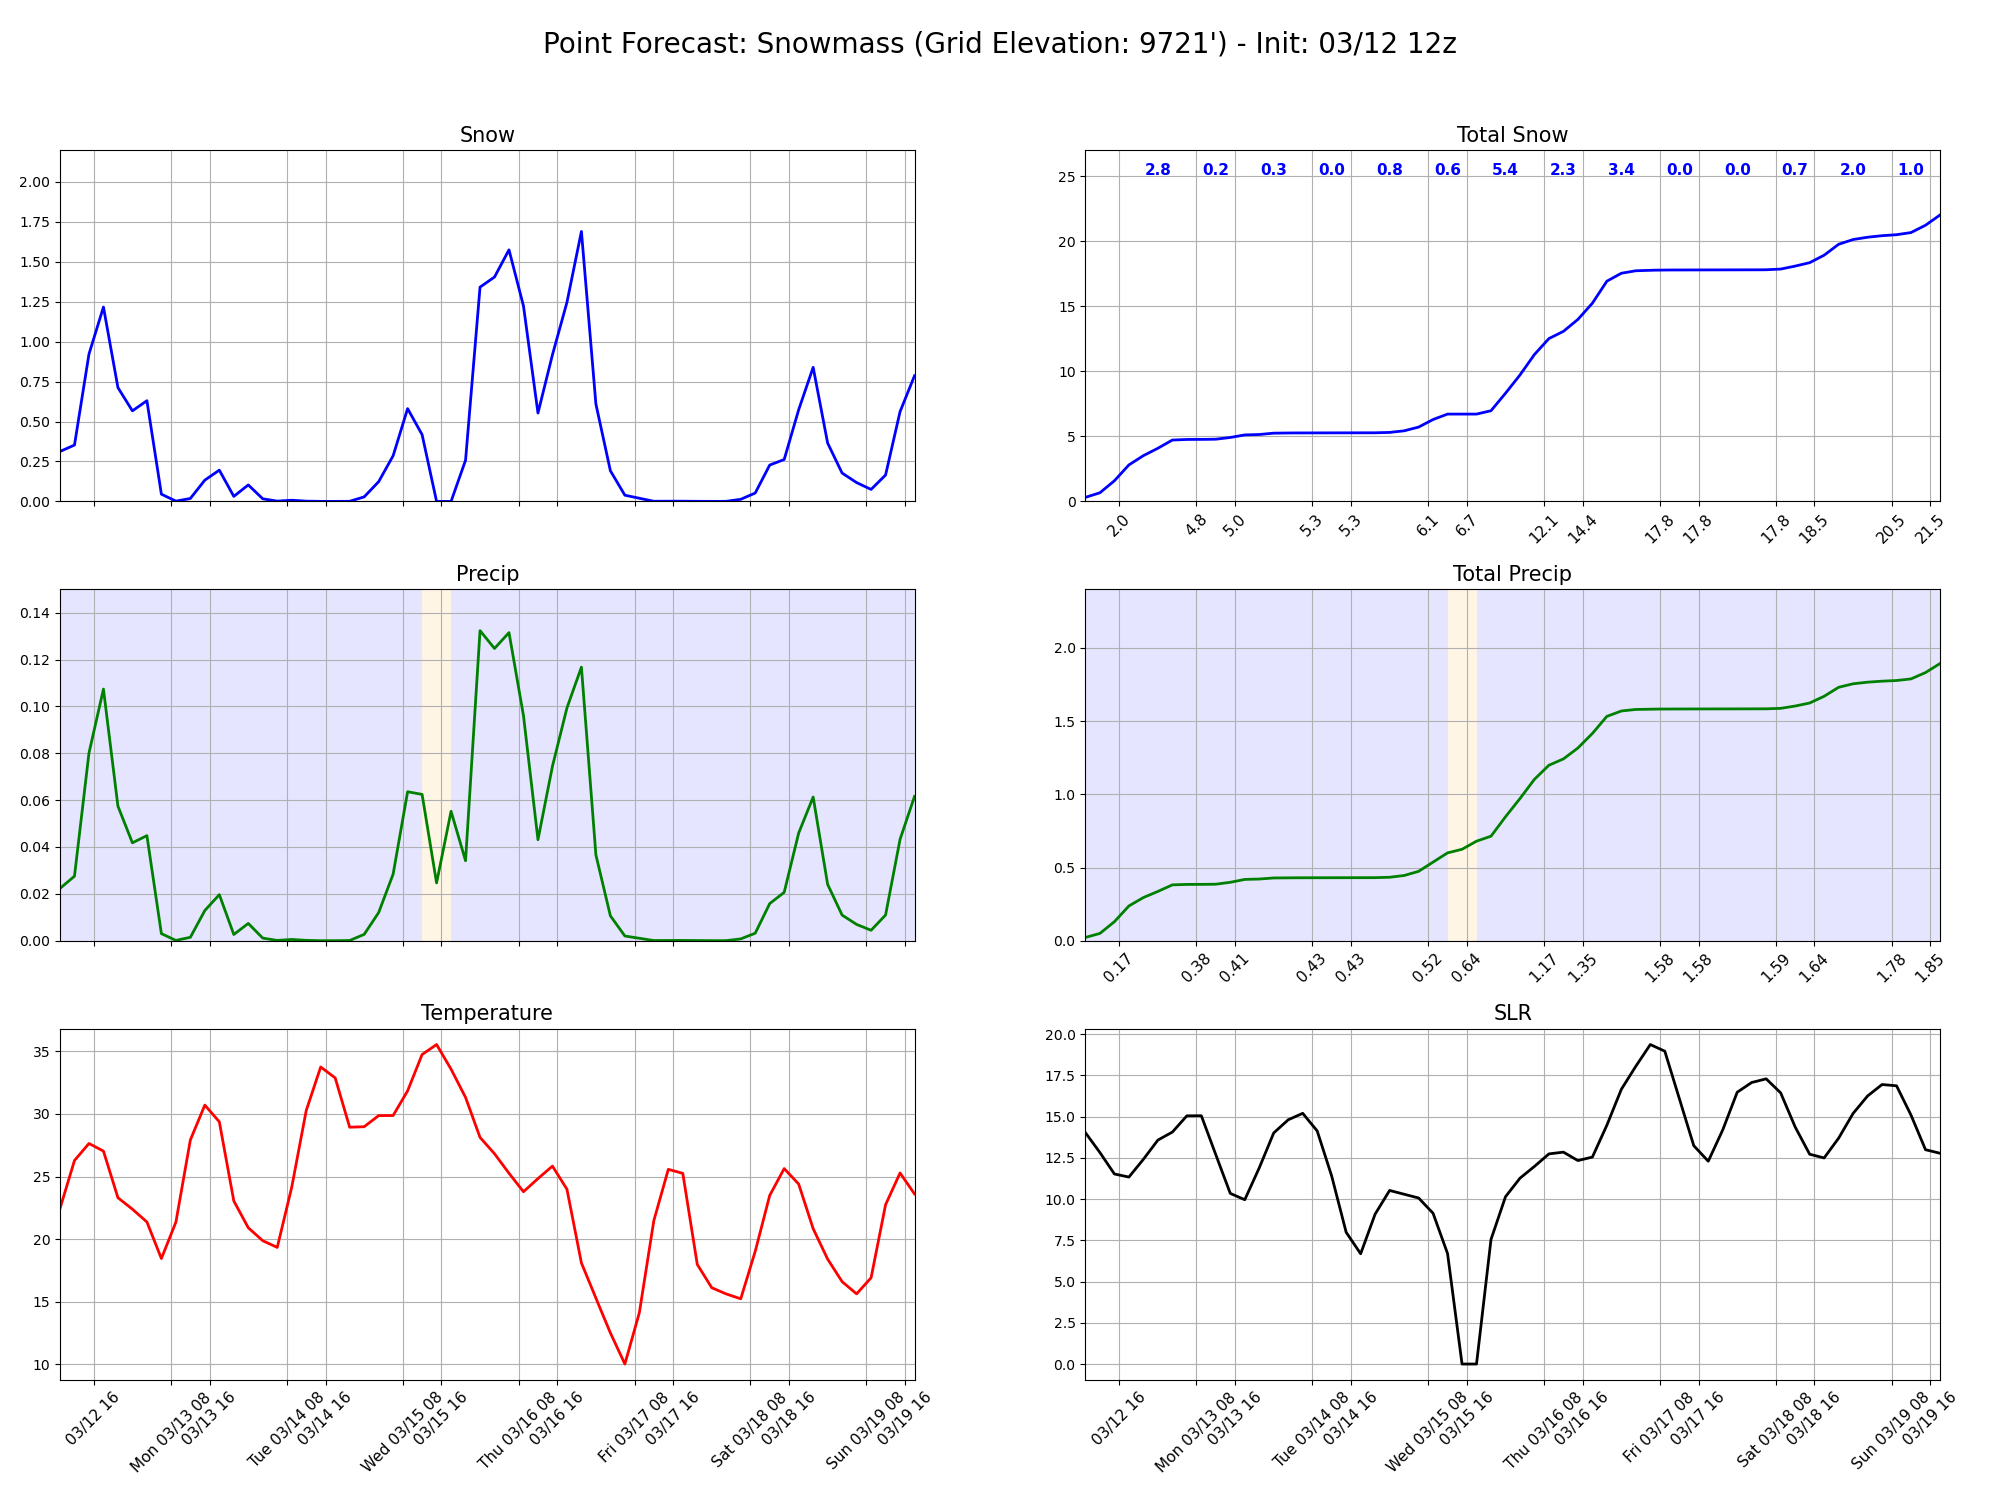 Point Forecast: Snowmass (Grid Elevation: 9721') - Init: 03/12 12z
Snow
2.00
1.75
1.50
1.25
1.00
0.75
0.50
0.25
0.00
Total Snow
2.8 0.2 0.3 0.0 0.8 0.6 5.4 2.3 3.4 0.0 0.0 0.7 2.0 1.0
25
20
15
10
5
0
2.0 4.8 5.0 5.3 5.3 6.1 6.7 12.1 14.4 17.8 17.8 17.8 18.5 20.5 21.5
Precip
0.14
0.12
0.10
0.08
0.06
0.04
0.02
0.00
Total Precip
2.0
1.5
1.0
0.5
0.0
0.17 0.38 0.41 0.43 0.43 0.52 0.64 1.17 1.35 1.58 1.58 1.59 1.64 1.78 1.85
Temperature
35
30
25
20
15
10
03/12 16
Mon 03/13 08
03/13 16
Tue 03/14 08
03/14 16
Wed 03/15 08
03/15 16
Thu 03/16 08
03/16 16
Fri 03/17 08
03/17 16
Sat 03/18 08
03/18 16
Sun 03/19 08
03/19 16
SLR
20.0
17.5
15.0
12.5
10.0
7.5
5.0
2.5
0.0
03/12 16
Mon 03/13 08
03/13 16
Tue 03/14 08
03/14 16
Wed 03/15 08
03/15 16
Thu 03/16 08
03/16 16
Fri 03/17 08
03/17 16
Sat 03/18 08
03/18 16
Sun 03/19 08
03/19 16